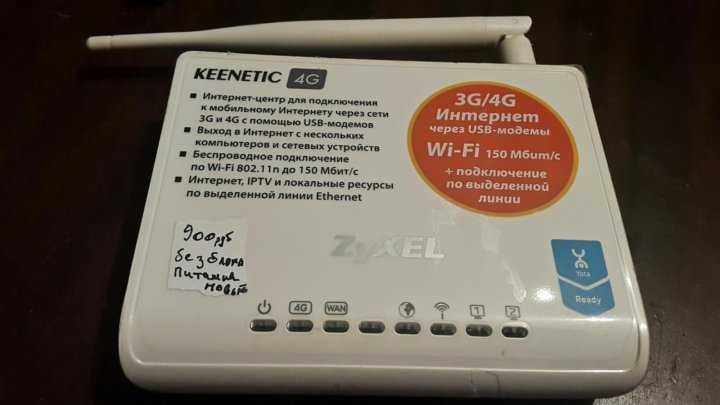 KEENETIC 4G
▪ Интернет-центр для подключения
к мобильному Интернету через сети
3G и 4G с помощью USB-модемов
▪ Выход в Интернет с нескольких
компьютеров и сетевых устройств
▪ Беспроводное подключение
по Wi-Fi 802.11n до 150 Мбит/с
▪ Интернет, IPTV и локальные ресурсы
по выделенной линии Ethernet
3G/4G
Интернет
через USB-модемы
Wi-Fi 150 Мбит/с
+ подключение
по выделенной
линии
900 руб
без блока
питания
новый
ZyXEL
Yota
Ready
4G WAN 1 2